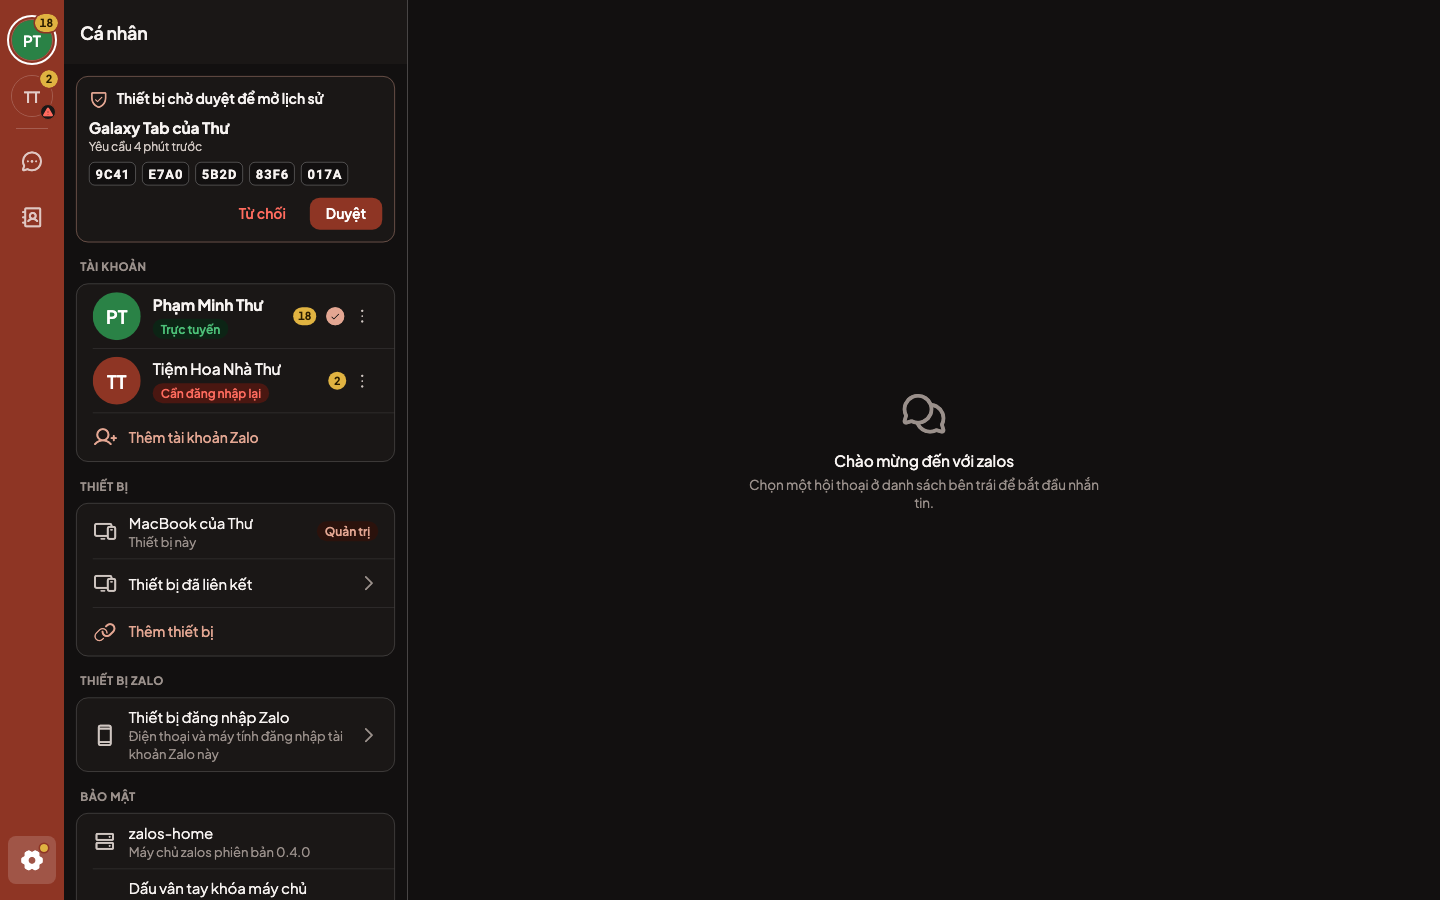 18
PT
2
TT
Cá nhân
Thiết bị chờ duyệt để mở lịch sử
Galaxy Tab của Thư
Yêu cầu 4 phút trước
9C41 E7A0 5B2D 83F6 017A
Từ chối Duyệt
TÀI KHOẢN
PT Phạm Minh Thư 18
Trực tuyến
TT Tiệm Hoa Nhà Thư 2
Cần đăng nhập lại
Thêm tài khoản Zalo
THIẾT BỊ
MacBook của Thư
Thiết bị này
Quản trị
Thiết bị đã liên kết
Thêm thiết bị
THIẾT BỊ ZALO
Thiết bị đăng nhập Zalo
Điện thoại và máy tính đăng nhập tài
khoản Zalo này
BẢO MẬT
zalos-home
Máy chủ zalos phiên bản 0.4.0
Dấu vân tay khóa máy chủ
Chào mừng đến với zalos
Chọn một hội thoại ở danh sách bên trái để bắt đầu nhắn
tin.